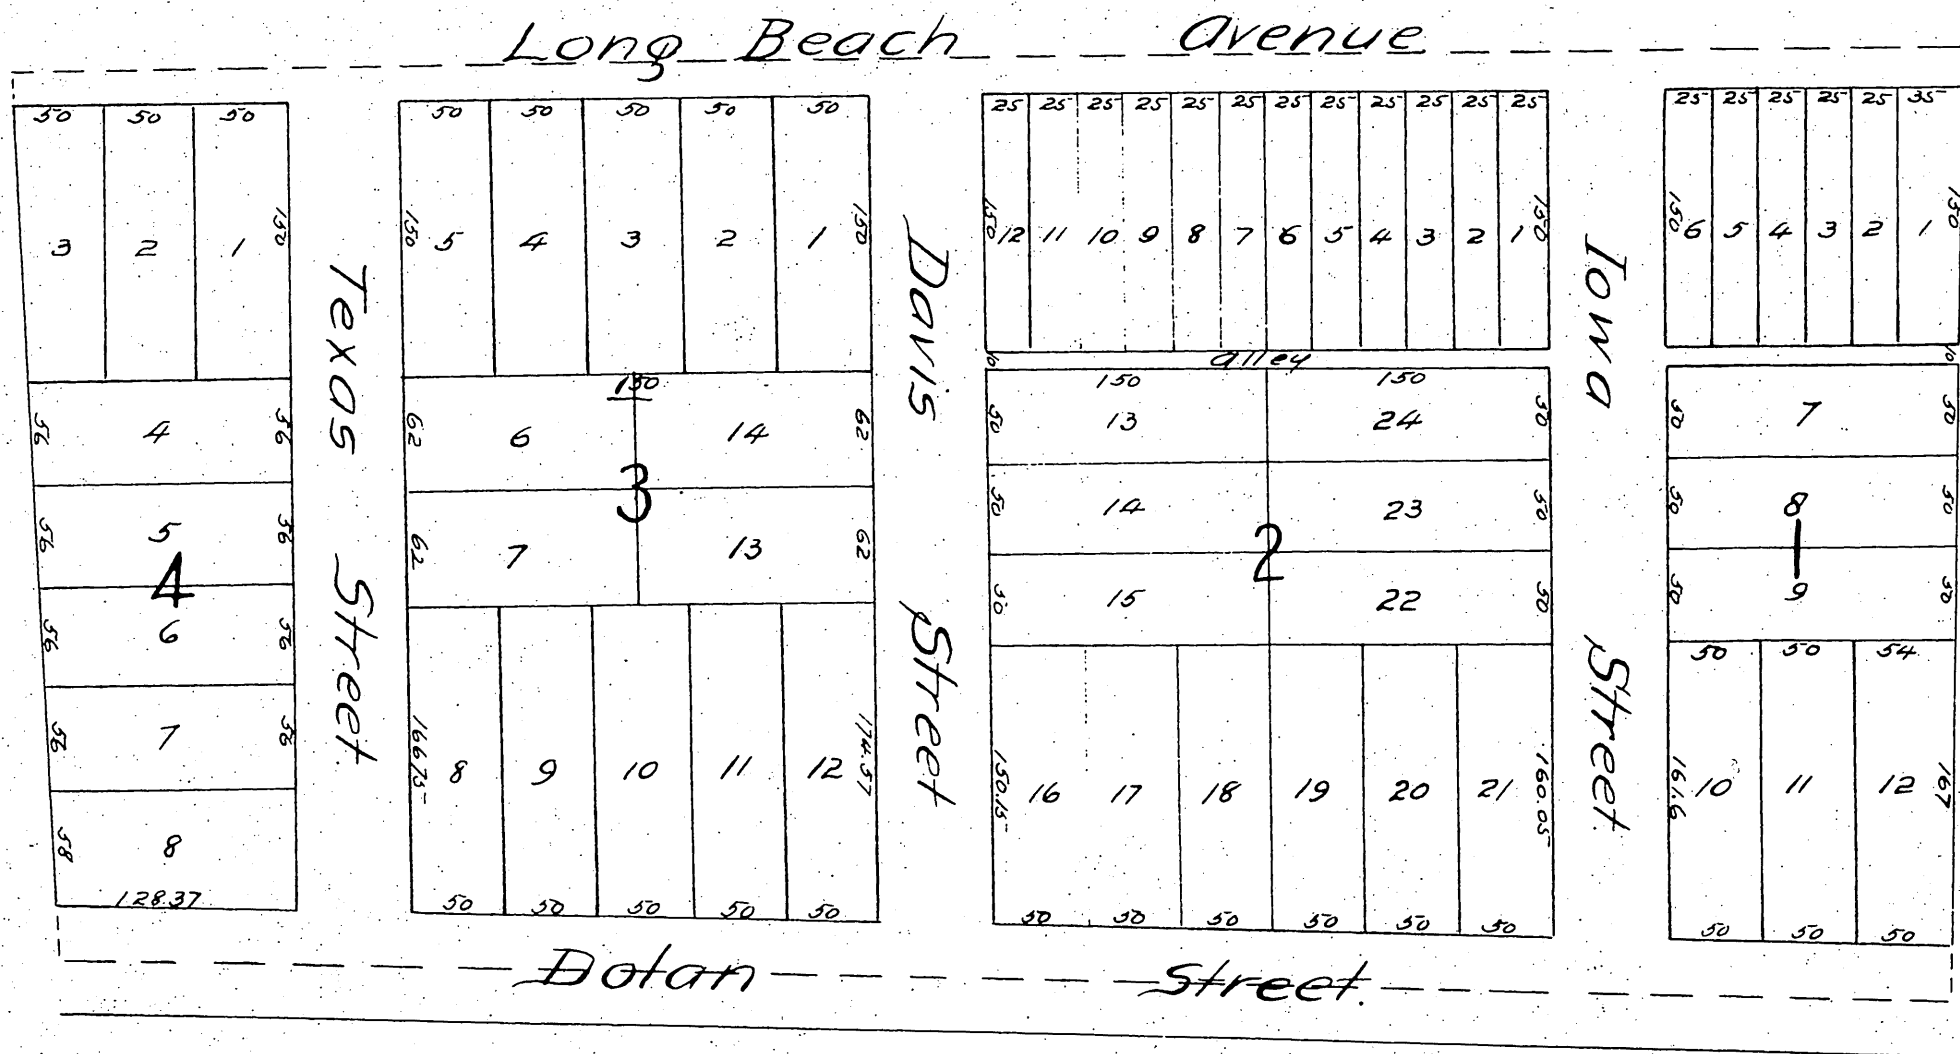 Long Beach Avenue
50 50 50
50 50 50 50 50
25 25 25 25 25 25 25 25 25 25 25 25
25 25 25 25 25 35
3 2 1 150
150 5 4 3 2 1 150
150 12 11 10 9 8 7 6 5 4 3 2 1 150
150 6 5 4 3 2 1 150
Texas Street.
Davis Street
Iowa Street.
10 alley
10
56 4 56
56 5 56
4
56 6 56
56 7 56
58 8
128.37
150
62 6 14 62
3
62 7 13 62
166.75 8 9 10 11 12 174.57
50 50 50 50 50
150 150
50 13 24 50
50 14 23 50
2
50 15 22 50
150.15 16 17 18 19 20 21 160.05
50 50 50 50 50 50
50 7 50
50 8 50
1
50 9 50
50 50 54
161.6 10 11 12 167
50 50 50
Dolan Street.